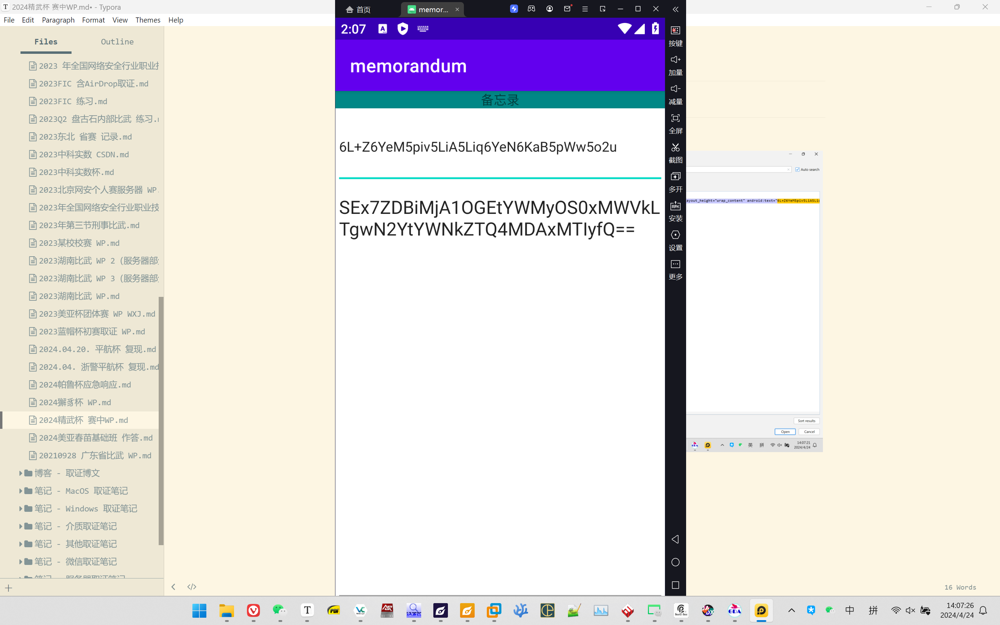 2024精武杯 赛中WP.md• - Typora
File Edit Paragraph Format View Themes Help
Files Outline
2023 年全国网络安全行业职业技
2023FIC 含AirDrop取证.md
2023FIC 练习.md
2023Q2 盘古石内部比武 练习.
2023东北 省赛 记录.md
2023中科实数 CSDN.md
2023中科实数杯.md
2023北京网安个人赛服务器 WP.
2023年全国网络安全行业职业技
2023年第三节刑事比武.md
2023某校校赛 WP.md
2023湖南比武 WP 2 (服务器部
2023湖南比武 WP 3 (服务器部
2023湖南比武 WP.md
2023美亚杯团体赛 WP WXJ.md
2023蓝帽杯初赛取证 WP.md
2024.04.20. 平航杯 复现.md
2024.04. 浙警平航杯 复现.md
2024帕鲁杯应急响应.md
2024獬豸杯 WP.md
2024精武杯 赛中WP.md
2024美亚春苗基础班 作答.md
20210928 广东省比武 WP.md
博客 - 取证博文
笔记 - MacOS 取证笔记
笔记 - Windows 取证笔记
笔记 - 介质取证笔记
笔记 - 其他取证笔记
笔记 - 微信取证笔记
笔记 - 服务器取证笔记
首页 memor...
2:07
memorandum
备忘录
6L+Z6YeM5piv5LiA5Liq6YeN6KaB5pWw5o2u
SEx7ZDBiMjA1OGEtYWMyOS0xMWVkL
TgwN2YtYWNkZTQ4MDAxMTIyfQ==
按键
加量
减量
全屏
截图
多开
APK
安装
设置
更多
Auto search
ayout_height="wrap_content" android:text="6L+Z6YeM5piv5LiA5Lic
Sort results
Open Cancel
GDA
英 拼
14:07:21
2024/4/24
16 Words
PDF
SeeU-See
GDA
中 拼
14:07:26
2024/4/24